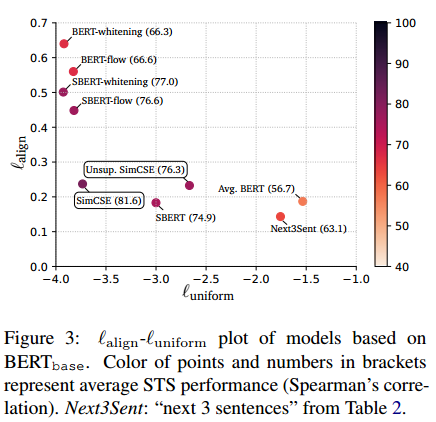 0.7
0.6
0.5
0.4
0.3
0.2
0.1
0.0
ℓalign
BERT-whitening (66.3)
BERT-flow (66.6)
SBERT-whitening (77.0)
SBERT-flow (76.6)
Unsup. SimCSE (76.3)
SimCSE (81.6)
SBERT (74.9)
Avg. BERT (56.7)
Next3Sent (63.1)
−4.0 −3.5 −3.0 −2.5 −2.0 −1.5 −1.0
ℓuniform
100
90
80
70
60
50
40
Figure 3: ℓalign-ℓuniform plot of models based on
BERTbase. Color of points and numbers in brackets
represent average STS performance (Spearman's corre-
lation). Next3Sent: “next 3 sentences” from Table 2.